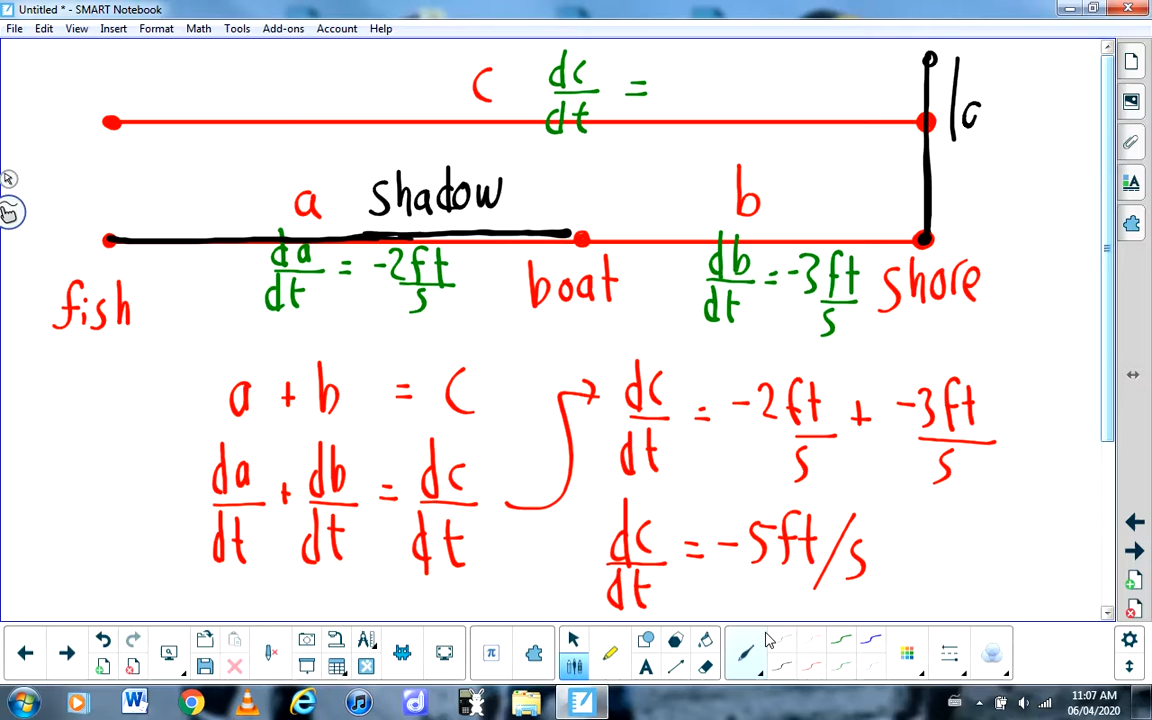 Untitled * - SMART Notebook
File Edit View Insert Format Math Tools Add-ons Account Help
c dc/dt =
a shadow b
da/dt = -2ft/s
db/dt = -3ft/s
fish boat shore
a + b = c
da/dt + db/dt = dc/dt
dc/dt = -2ft/s + -3ft/s
dc/dt = -5ft/s
11:07 AM
06/04/2020